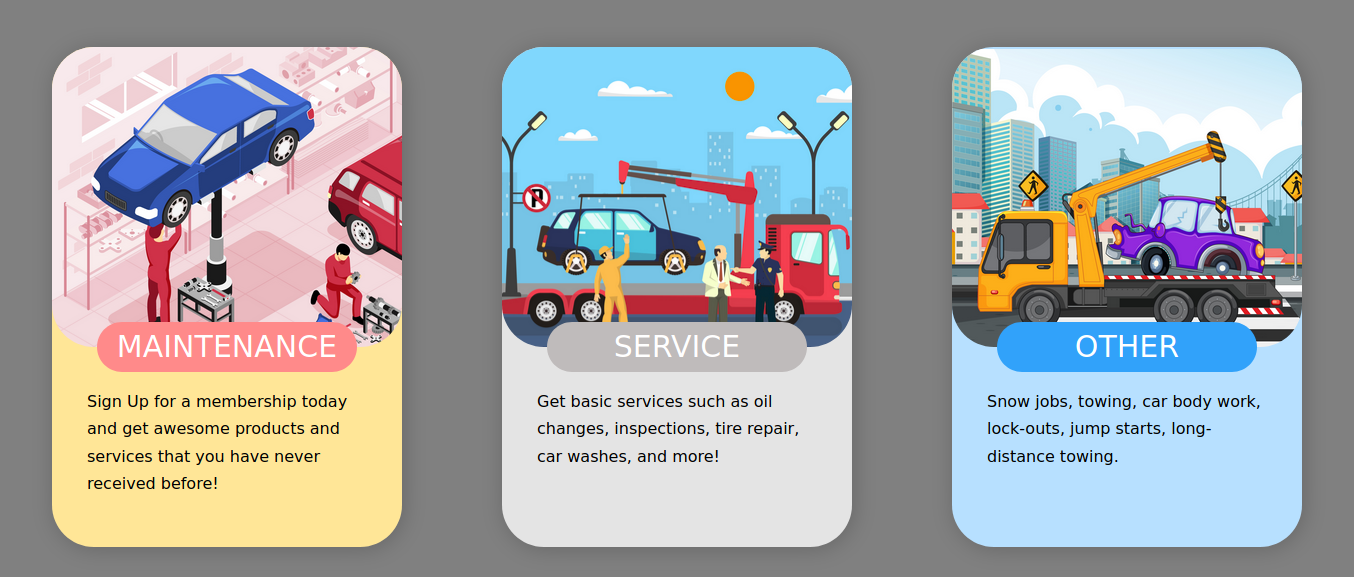 MAINTENANCE
Sign Up for a membership today
and get awesome products and
services that you have never
received before!
SERVICE
Get basic services such as oil
changes, inspections, tire repair,
car washes, and more!
OTHER
Snow jobs, towing, car body work,
lock-outs, jump starts, long-
distance towing.